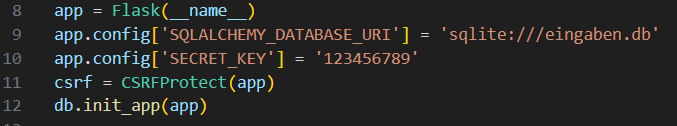 8 app = Flask(__name__)
9 app.config['SQLALCHEMY_DATABASE_URI'] = 'sqlite:///eingaben.db'
10 app.config['SECRET_KEY'] = '123456789'
11 csrf = CSRFProtect(app)
12 db.init_app(app)